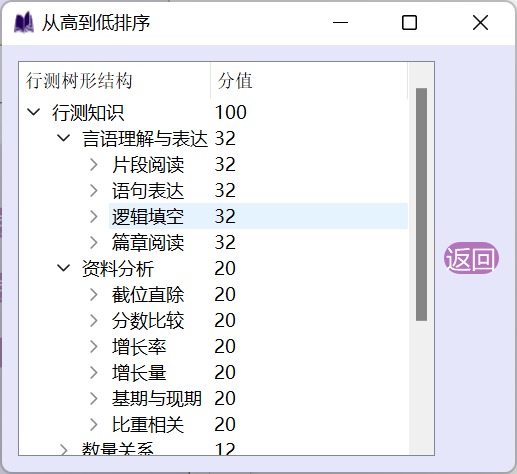 从高到低排序
行测树形结构 分值
行测知识 100
言语理解与表达 32
片段阅读 32
语句表达 32
逻辑填空 32
篇章阅读 32
资料分析 20
截位直除 20
分数比较 20
增长率 20
增长量 20
基期与现期 20
比重相关 20
数量关系 12
返回